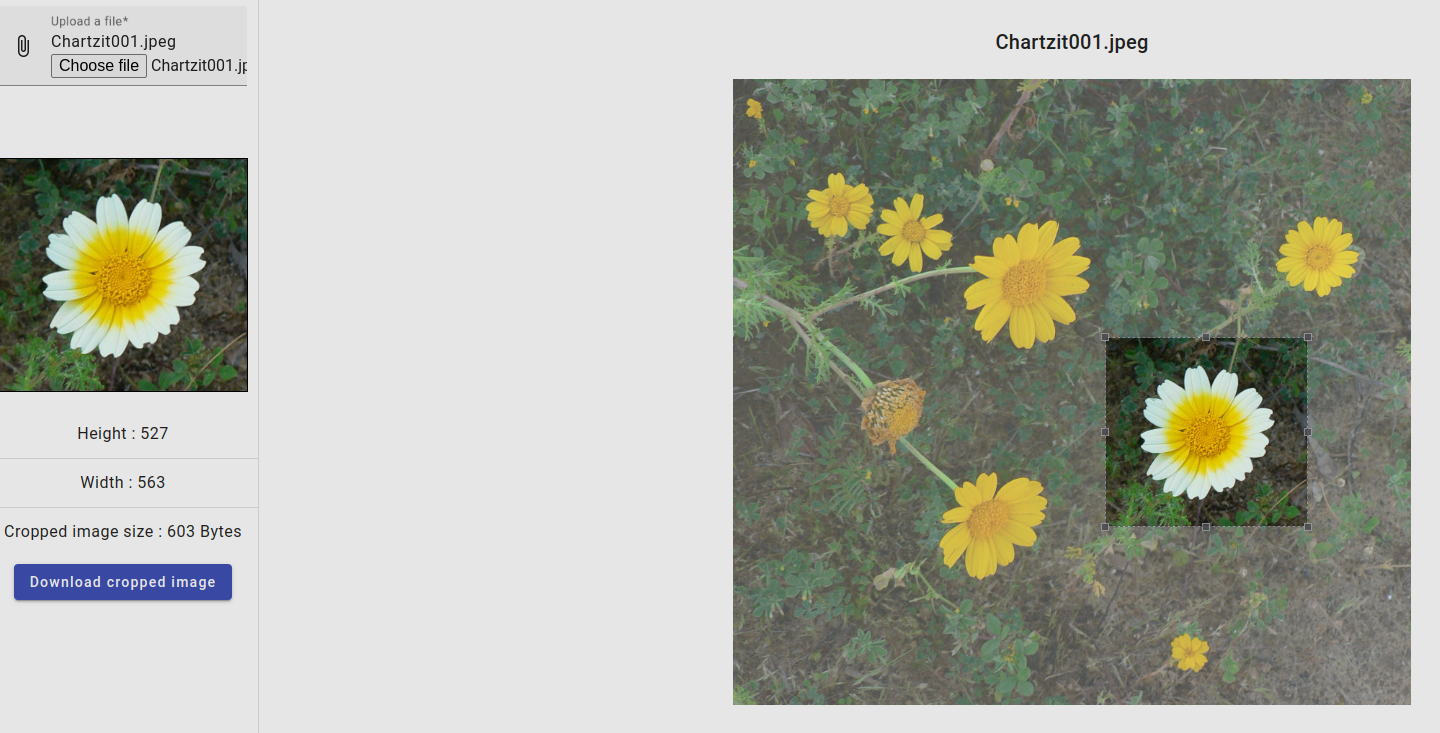 Upload a file*
Chartzit001.jpeg
Choose file Chartzit001.jp
Chartzit001.jpeg
Height : 527
Width : 563
Cropped image size : 603 Bytes
Download cropped image